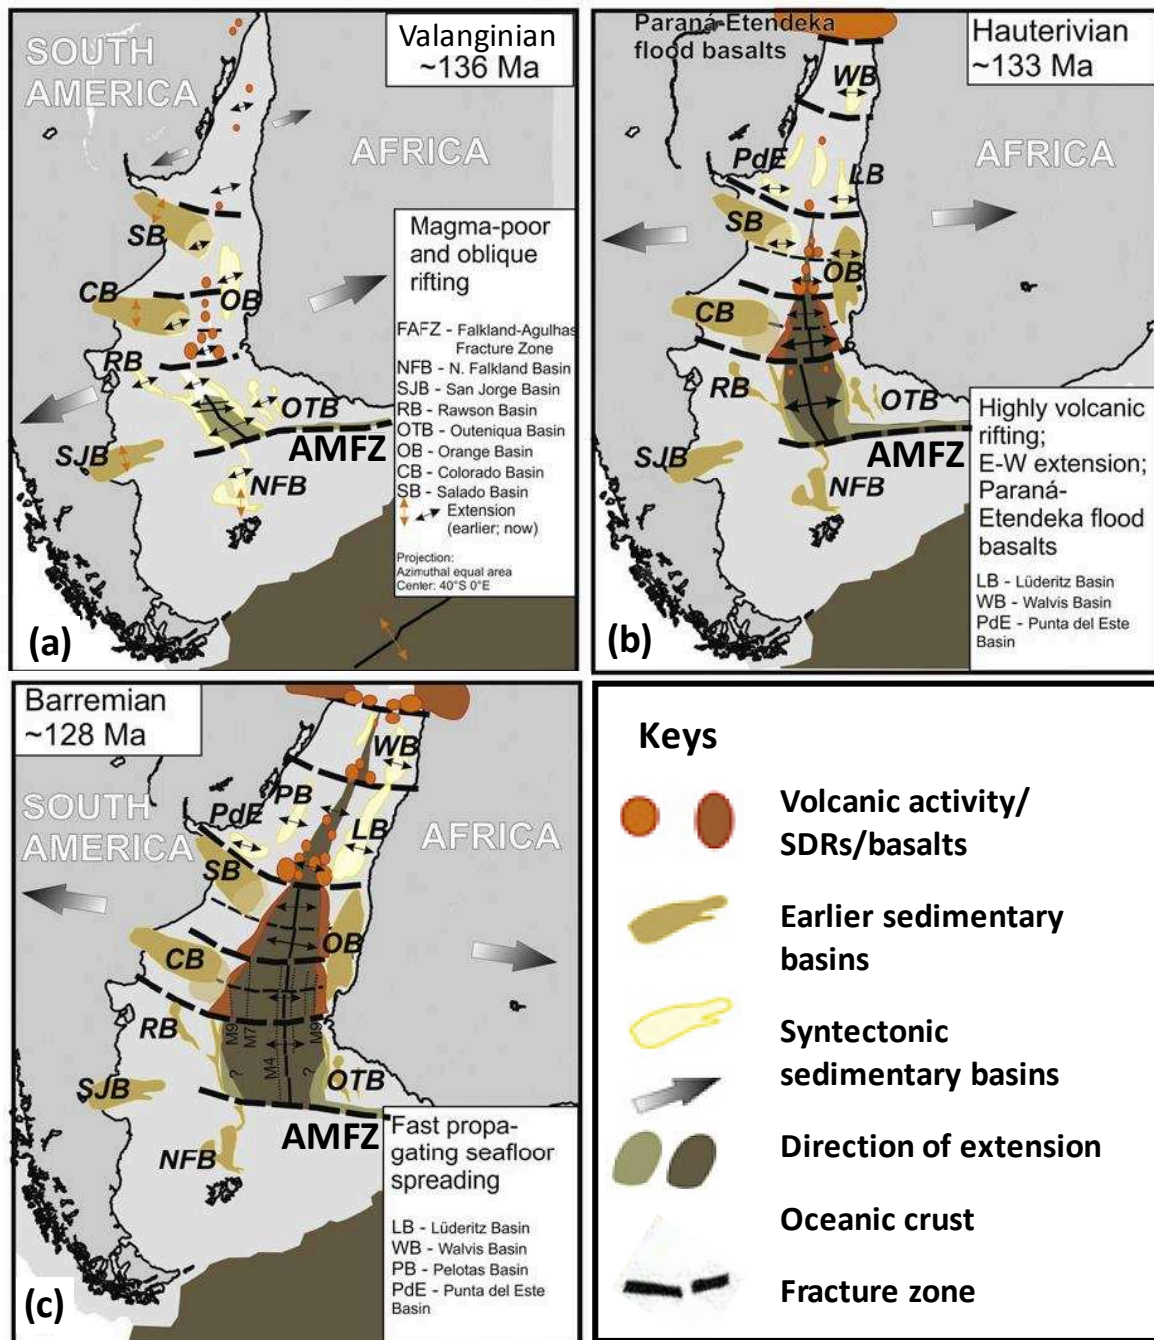 SOUTH
AMERICA
Valanginian
~136 Ma
AFRICA
SB
CB
OB
RB
OTB
AMFZ
SJB
NFB
Magma-poor
and oblique
rifting
FAFZ - Falkland-Agulhas
Fracture Zone
NFB - N. Falkland Basin
SJB - San Jorge Basin
RB - Rawson Basin
OTB - Outeniqua Basin
OB - Orange Basin
CB - Colorado Basin
SB - Salado Basin
Extension
(earlier; now)
Projection:
Azimuthal equal area
Center: 40°S 0°E
(a)
Paraná-Etendeka
flood basalts
Hauterivian
~133 Ma
WB
AFRICA
PdE
LB
SB
OB
CB
RB
OTB
AMFZ
SJB
NFB
Highly volcanic
rifting;
E-W extension;
Paraná-
Etendeka flood
basalts
LB - Lüderitz Basin
WB - Walvis Basin
PdE - Punta del Este
Basin
(b)
Barremian
~128 Ma
WB
SOUTH
AMERICA
PB
PdE
LB
AFRICA
SB
OB
CB
RB
M9
M7
M4
M9
?
?
SJB
OTB
AMFZ
NFB
Fast propa-
gating seafloor
spreading
LB - Lüderitz Basin
WB - Walvis Basin
PB - Pelotas Basin
PdE - Punta del Este
Basin
(c)
Keys
Volcanic activity/
SDRs/basalts
Earlier sedimentary
basins
Syntectonic
sedimentary basins
Direction of extension
Oceanic crust
Fracture zone